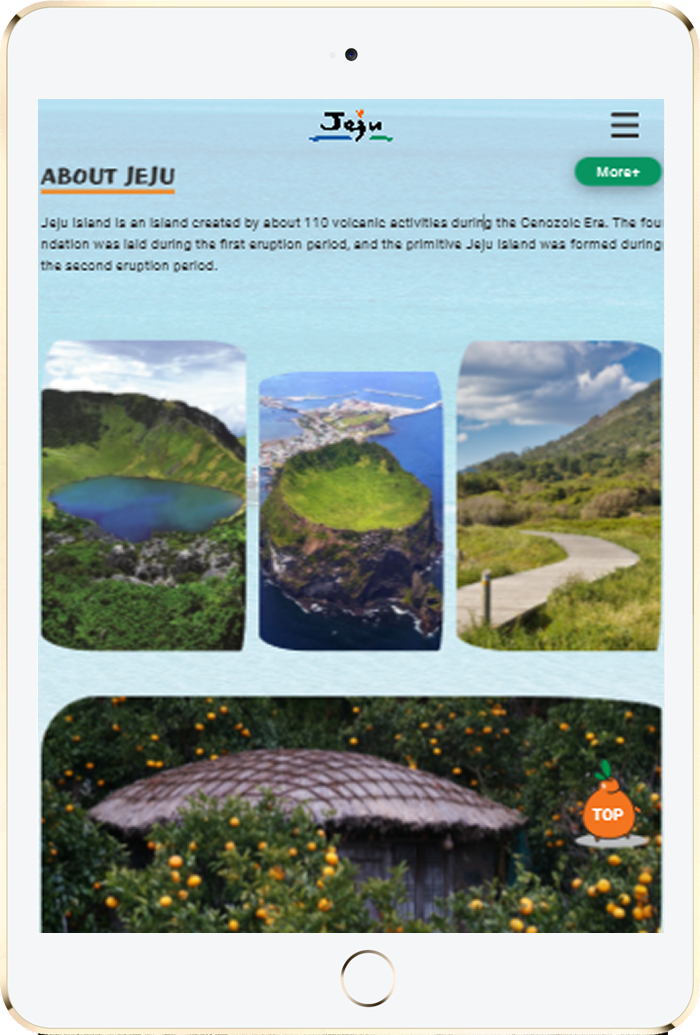 Jeju
More+
ABOUT JEJU
Jeju Island is an island created by about 110 volcanic activities during the Cenozoic Era. The fou
ndation was laid during the first eruption period, and the primitive Jeju Island was formed during
the second eruption period.
TOP